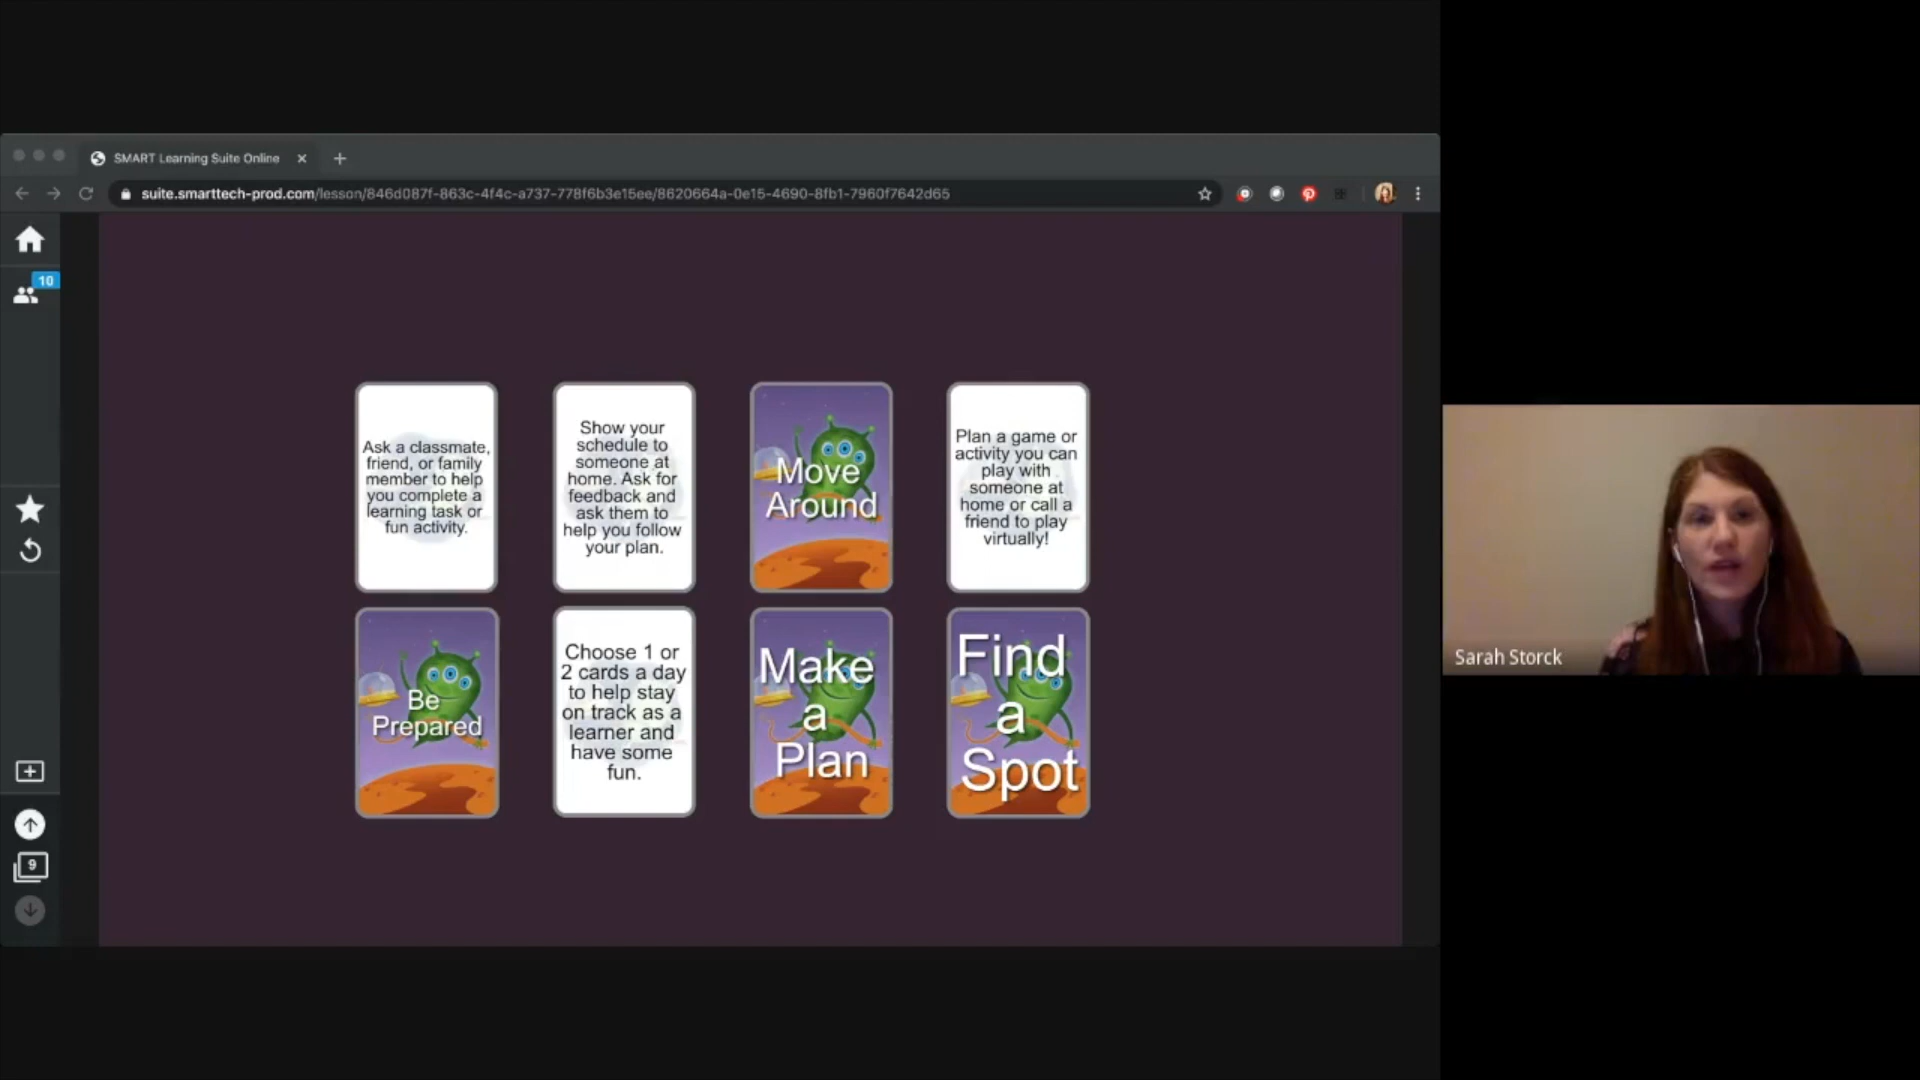 SMART Learning Suite Online
suite.smarttech-prod.com/lesson/846d087f-863c-4f4c-a737-778f6b3e15ee/8620664a-0e15-4690-8fb1-7960f7642d65
10
Ask a classmate,
friend, or family
member to help
you complete a
learning task or
fun activity.
Show your
schedule to
someone at
home. Ask for
feedback and
ask them to
help you follow
your plan.
Move
Around
Plan a game or
activity you can
play with
someone at
home or call a
friend to play
virtually!
Be
Prepared
Choose 1 or
2 cards a day
to help stay
on track as a
learner and
have some
fun.
Make
a
Plan
Find
a
Spot
9
Sarah Storck